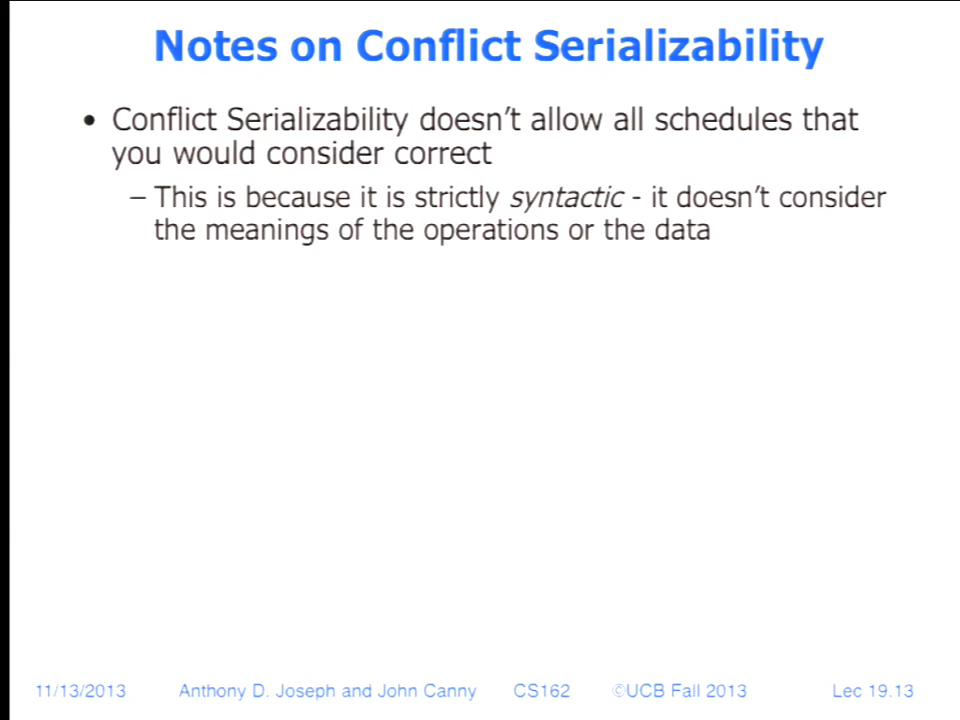 Notes on Conflict Serializability
• Conflict Serializability doesn't allow all schedules that
you would consider correct
– This is because it is strictly syntactic - it doesn't consider
the meanings of the operations or the data
11/13/2013 Anthony D. Joseph and John Canny CS162 ©UCB Fall 2013 Lec 19.13